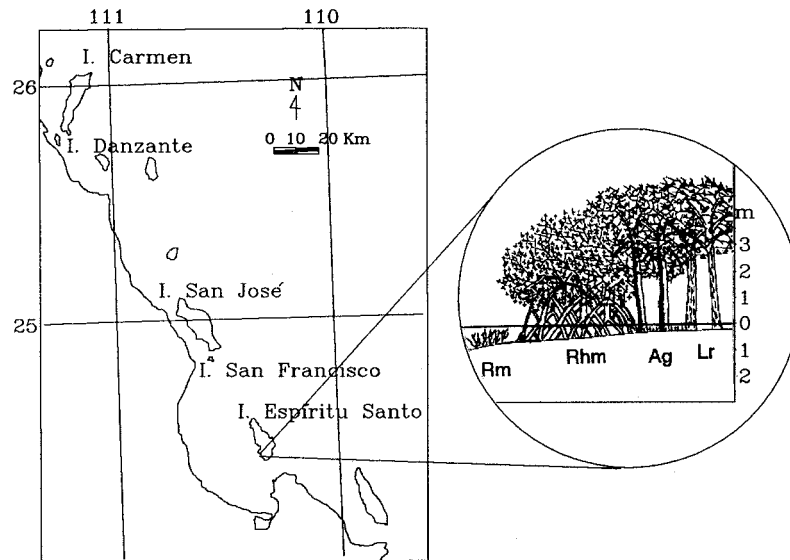 111
110
I. Carmen
26
N
0 10 20 Km
I. Danzante
m
3
2
1
0
1
2
I. San José
25
I. San Francisco
Rm
Rhm
Ag
Lr
I. Espíritu Santo